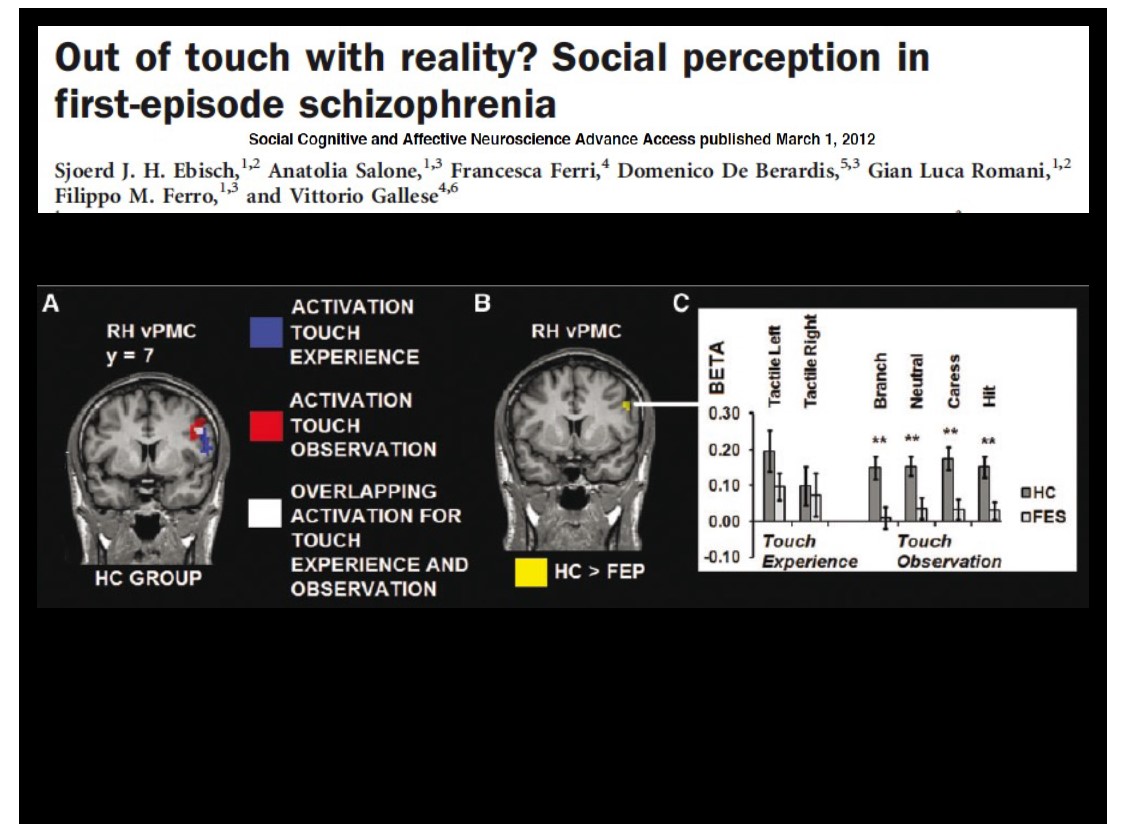 Out of touch with reality? Social perception in
first-episode schizophrenia
Social Cognitive and Affective Neuroscience Advance Access published March 1, 2012
Sjoerd J. H. Ebisch,1,2 Anatolia Salone,1,3 Francesca Ferri,4 Domenico De Berardis,5,3 Gian Luca Romani,1,2
Filippo M. Ferro,1,3 and Vittorio Gallese4,6
A
RH vPMC
y = 7
HC GROUP
ACTIVATION
TOUCH
EXPERIENCE
ACTIVATION
TOUCH
OBSERVATION
OVERLAPPING
ACTIVATION FOR
TOUCH
EXPERIENCE AND
OBSERVATION
B
RH vPMC
HC > FEP
C
BETA
Tactile Left
Tactile Right
Branch
Neutral
Caress
Hit
0.30
0.20
0.10
0.00
-0.10
** ** ** **
HC
FES
Touch
Experience
Touch
Observation